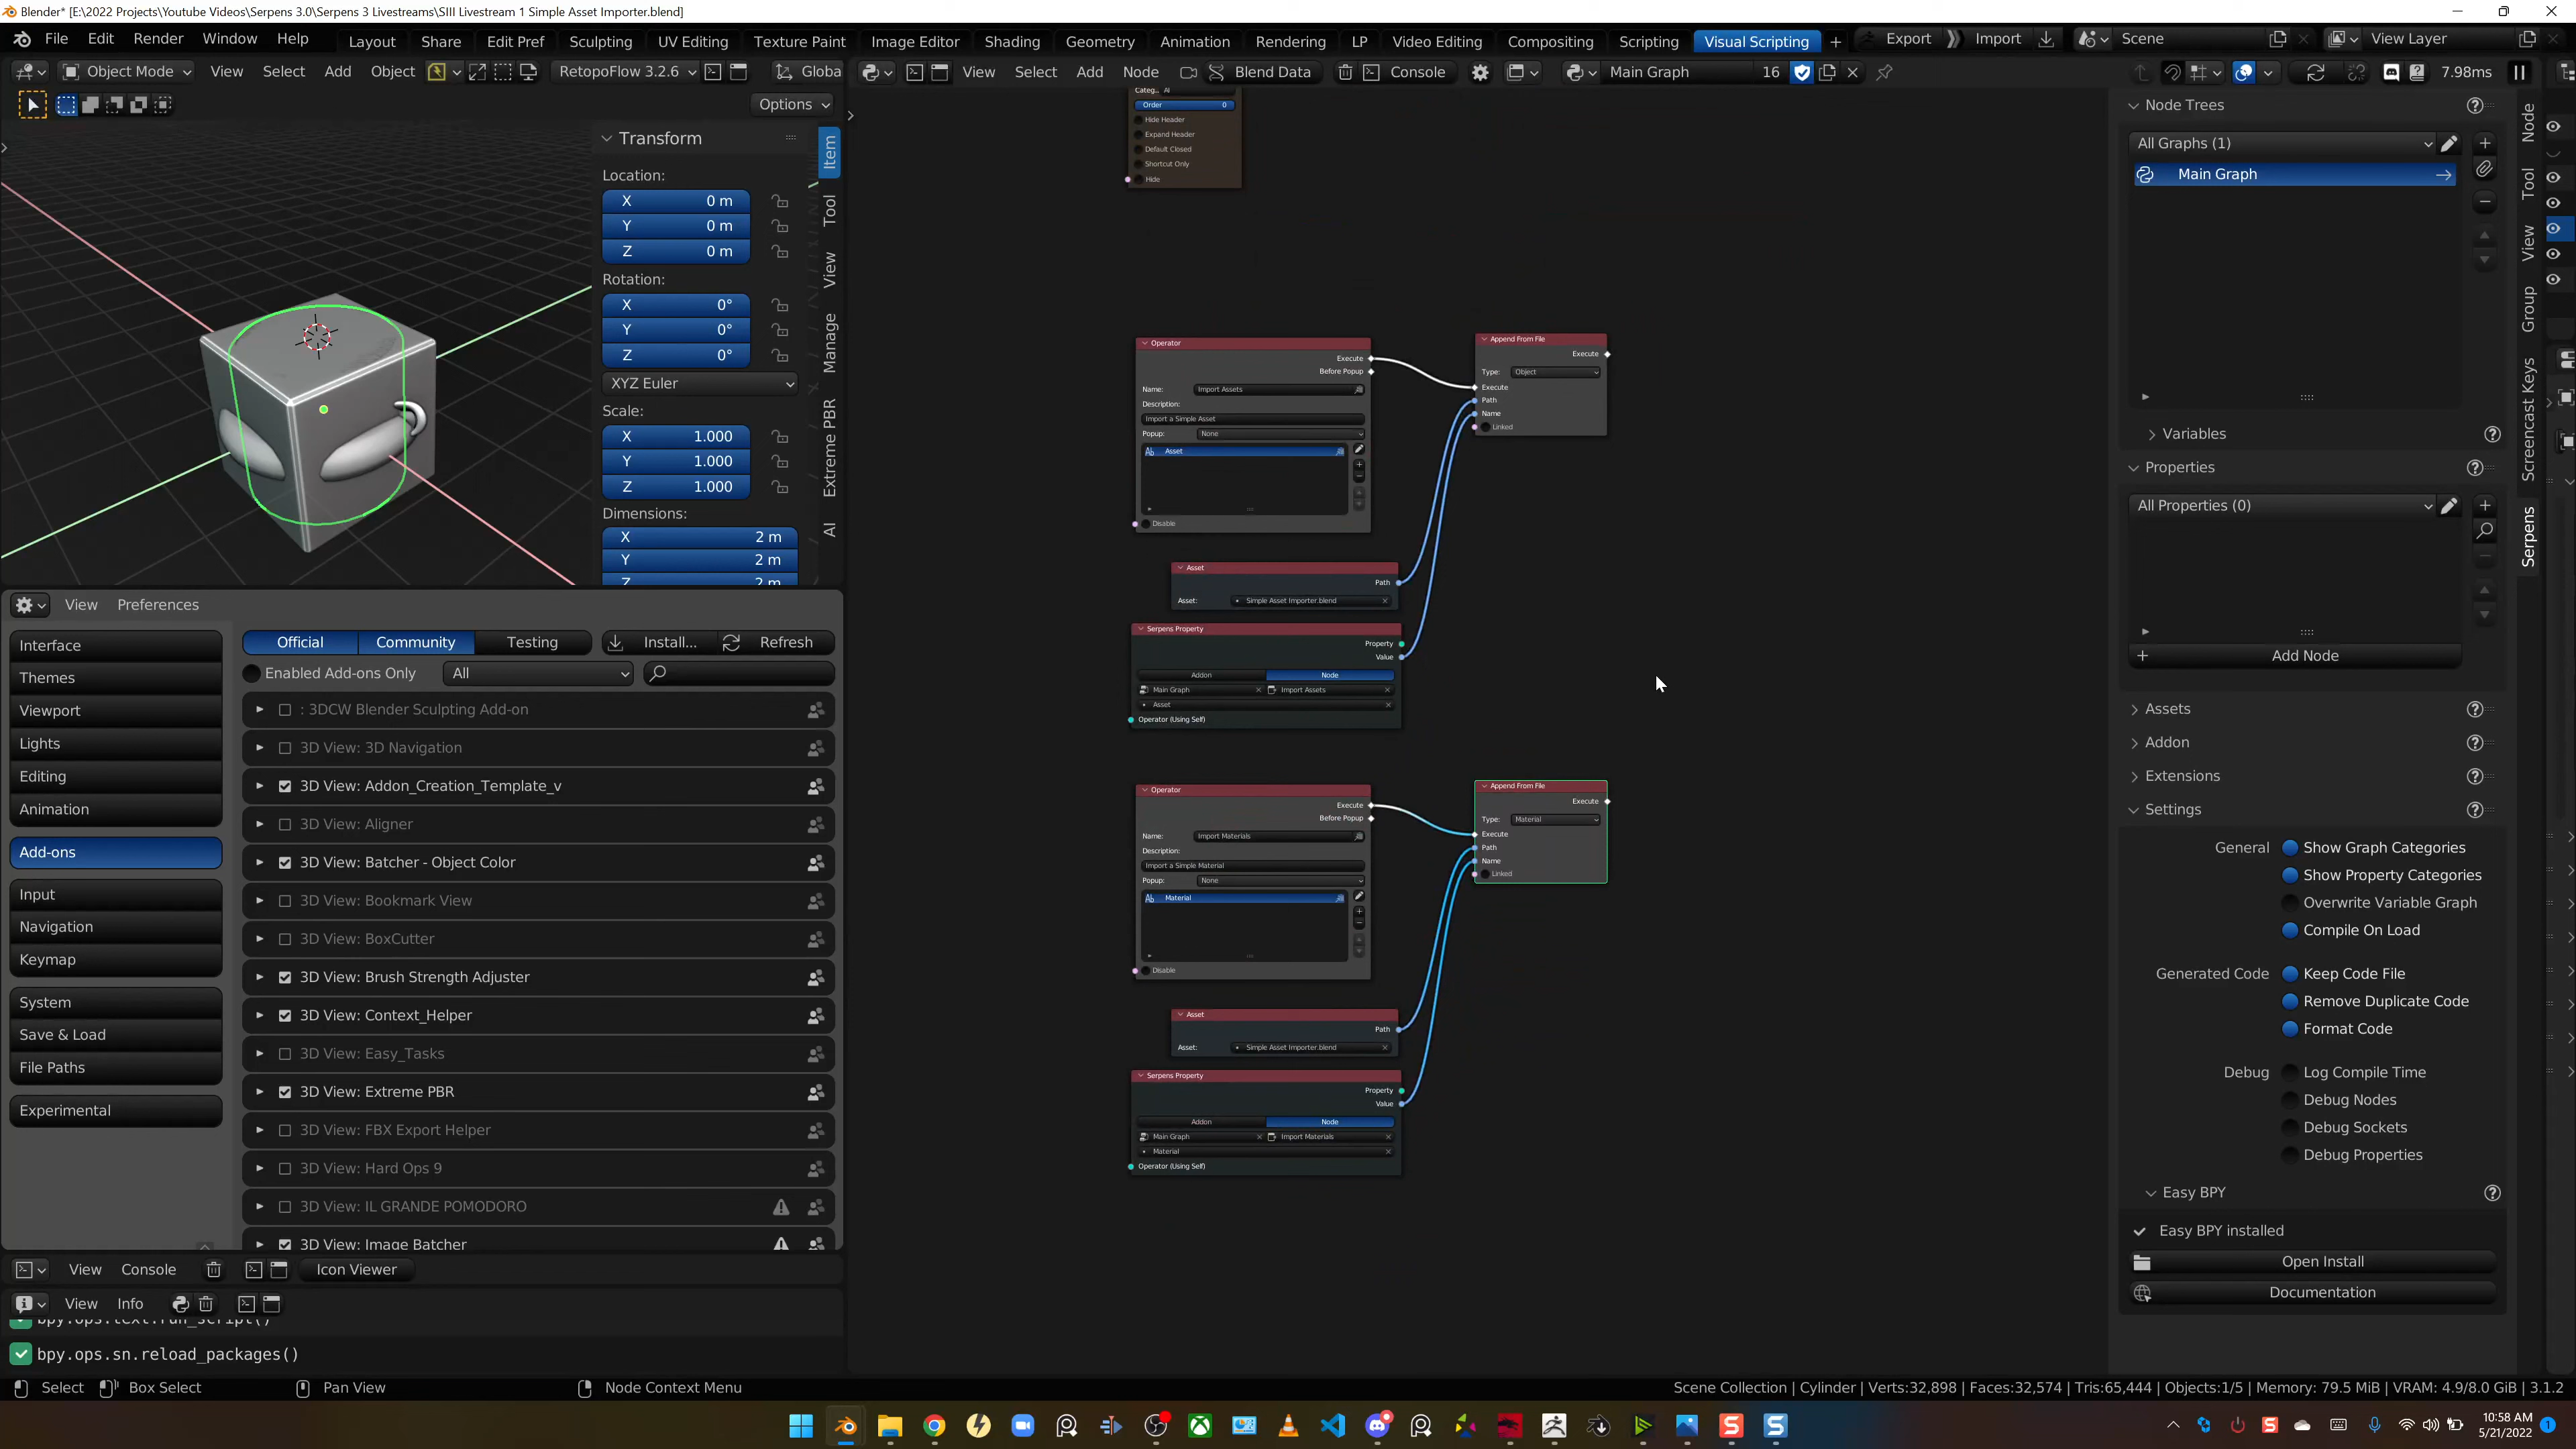 Blender* [E:\2022 Projects\Youtube Videos\Serpens 3.0\Serpens 3 Livestreams\SIII Livestream 1 Simple Asset Importer.blend]
File Edit Render Window Help Layout Share Edit Pref Sculpting UV Editing Texture Paint Image Editor Shading Geometry Animation Rendering LP Video Editing Compositing Scripting Visual Scripting + Export Import Scene View Layer
Object Mode View Select Add Object RetopoFlow 3.2.6 Globa View Select Add Node Blend Data Console Main Graph 16 7.98ms
Options
Transform
Location:
X 0 m
Y 0 m
Z 0 m
Rotation:
X 0°
Y 0°
Z 0°
XYZ Euler
Scale:
X 1.000
Y 1.000
Z 1.000
Dimensions:
X 2 m
Y 2 m
Z 2 m
Item
Tool
View
Manage
Extreme PBR
AI
View Preferences
Interface
Themes
Viewport
Lights
Editing
Animation
Add-ons
Input
Navigation
Keymap
System
Save & Load
File Paths
Experimental
Official Community Testing Install... Refresh
Enabled Add-ons Only All
: 3DCW Blender Sculpting Add-on
3D View: 3D Navigation
3D View: Addon_Creation_Template_v
3D View: Aligner
3D View: Batcher - Object Color
3D View: Bookmark View
3D View: BoxCutter
3D View: Brush Strength Adjuster
3D View: Context_Helper
3D View: Easy_Tasks
3D View: Extreme PBR
3D View: FBX Export Helper
3D View: Hard Ops 9
3D View: IL GRANDE POMODORO
3D View: Image Batcher
View Console Icon Viewer
View Info
bpy.ops.text.run_script()
bpy.ops.sn.reload_packages()
Categ.. AI
Order 0
Hide Header
Expand Header
Default Closed
Shortcut Only
Hide
Operator
Execute
Before Popup
Name: Import Assets
Description:
Import a Simple Asset
Popup: None
Asset
Disable
Append From File
Execute
Type: Object
Execute
Path
Name
Linked
Asset
Path
Asset: Simple Asset Importer.blend
Serpens Property
Property
Value
Addon Node
Main Graph Import Assets
Asset
Operator (Using Self)
Operator
Execute
Before Popup
Name: Import Materials
Description:
Import a Simple Material
Popup: None
Material
Disable
Append From File
Execute
Type: Material
Execute
Path
Name
Linked
Asset
Path
Asset: Simple Asset Importer.blend
Serpens Property
Property
Value
Addon Node
Main Graph Import Materials
Material
Operator (Using Self)
Node Trees
All Graphs (1)
Main Graph
Variables
Properties
All Properties (0)
Add Node
Assets
Addon
Extensions
Settings
General Show Graph Categories
Show Property Categories
Overwrite Variable Graph
Compile On Load
Generated Code Keep Code File
Remove Duplicate Code
Format Code
Debug Log Compile Time
Debug Nodes
Debug Sockets
Debug Properties
Easy BPY
Easy BPY installed
Open Install
Documentation
Node
Tool
View
Group
Screencast Keys
Serpens
Select Box Select Pan View Node Context Menu Scene Collection | Cylinder | Verts:32,898 | Faces:32,574 | Tris:65,444 | Objects:1/5 | Memory: 79.5 MiB | VRAM: 4.9/8.0 GiB | 3.1.2
10:58 AM
5/21/2022